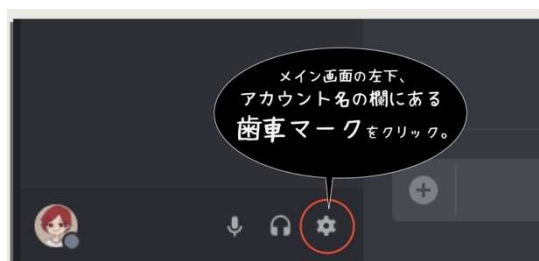 メイン画面の左下、
アカウント名の欄にある
歯車マークをクリック。